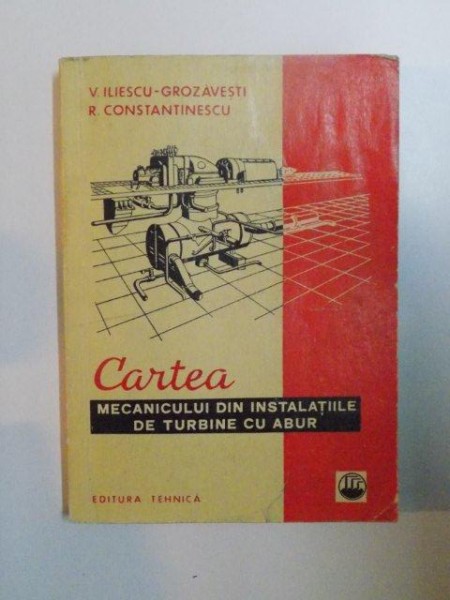 V. ILIESCU-GROZĂVEȘTI
R. CONSTANTINESCU
Cartea
MECANICULUI DIN INSTALAȚIILE
DE TURBINE CU ABUR
EDITURA TEHNICĂ